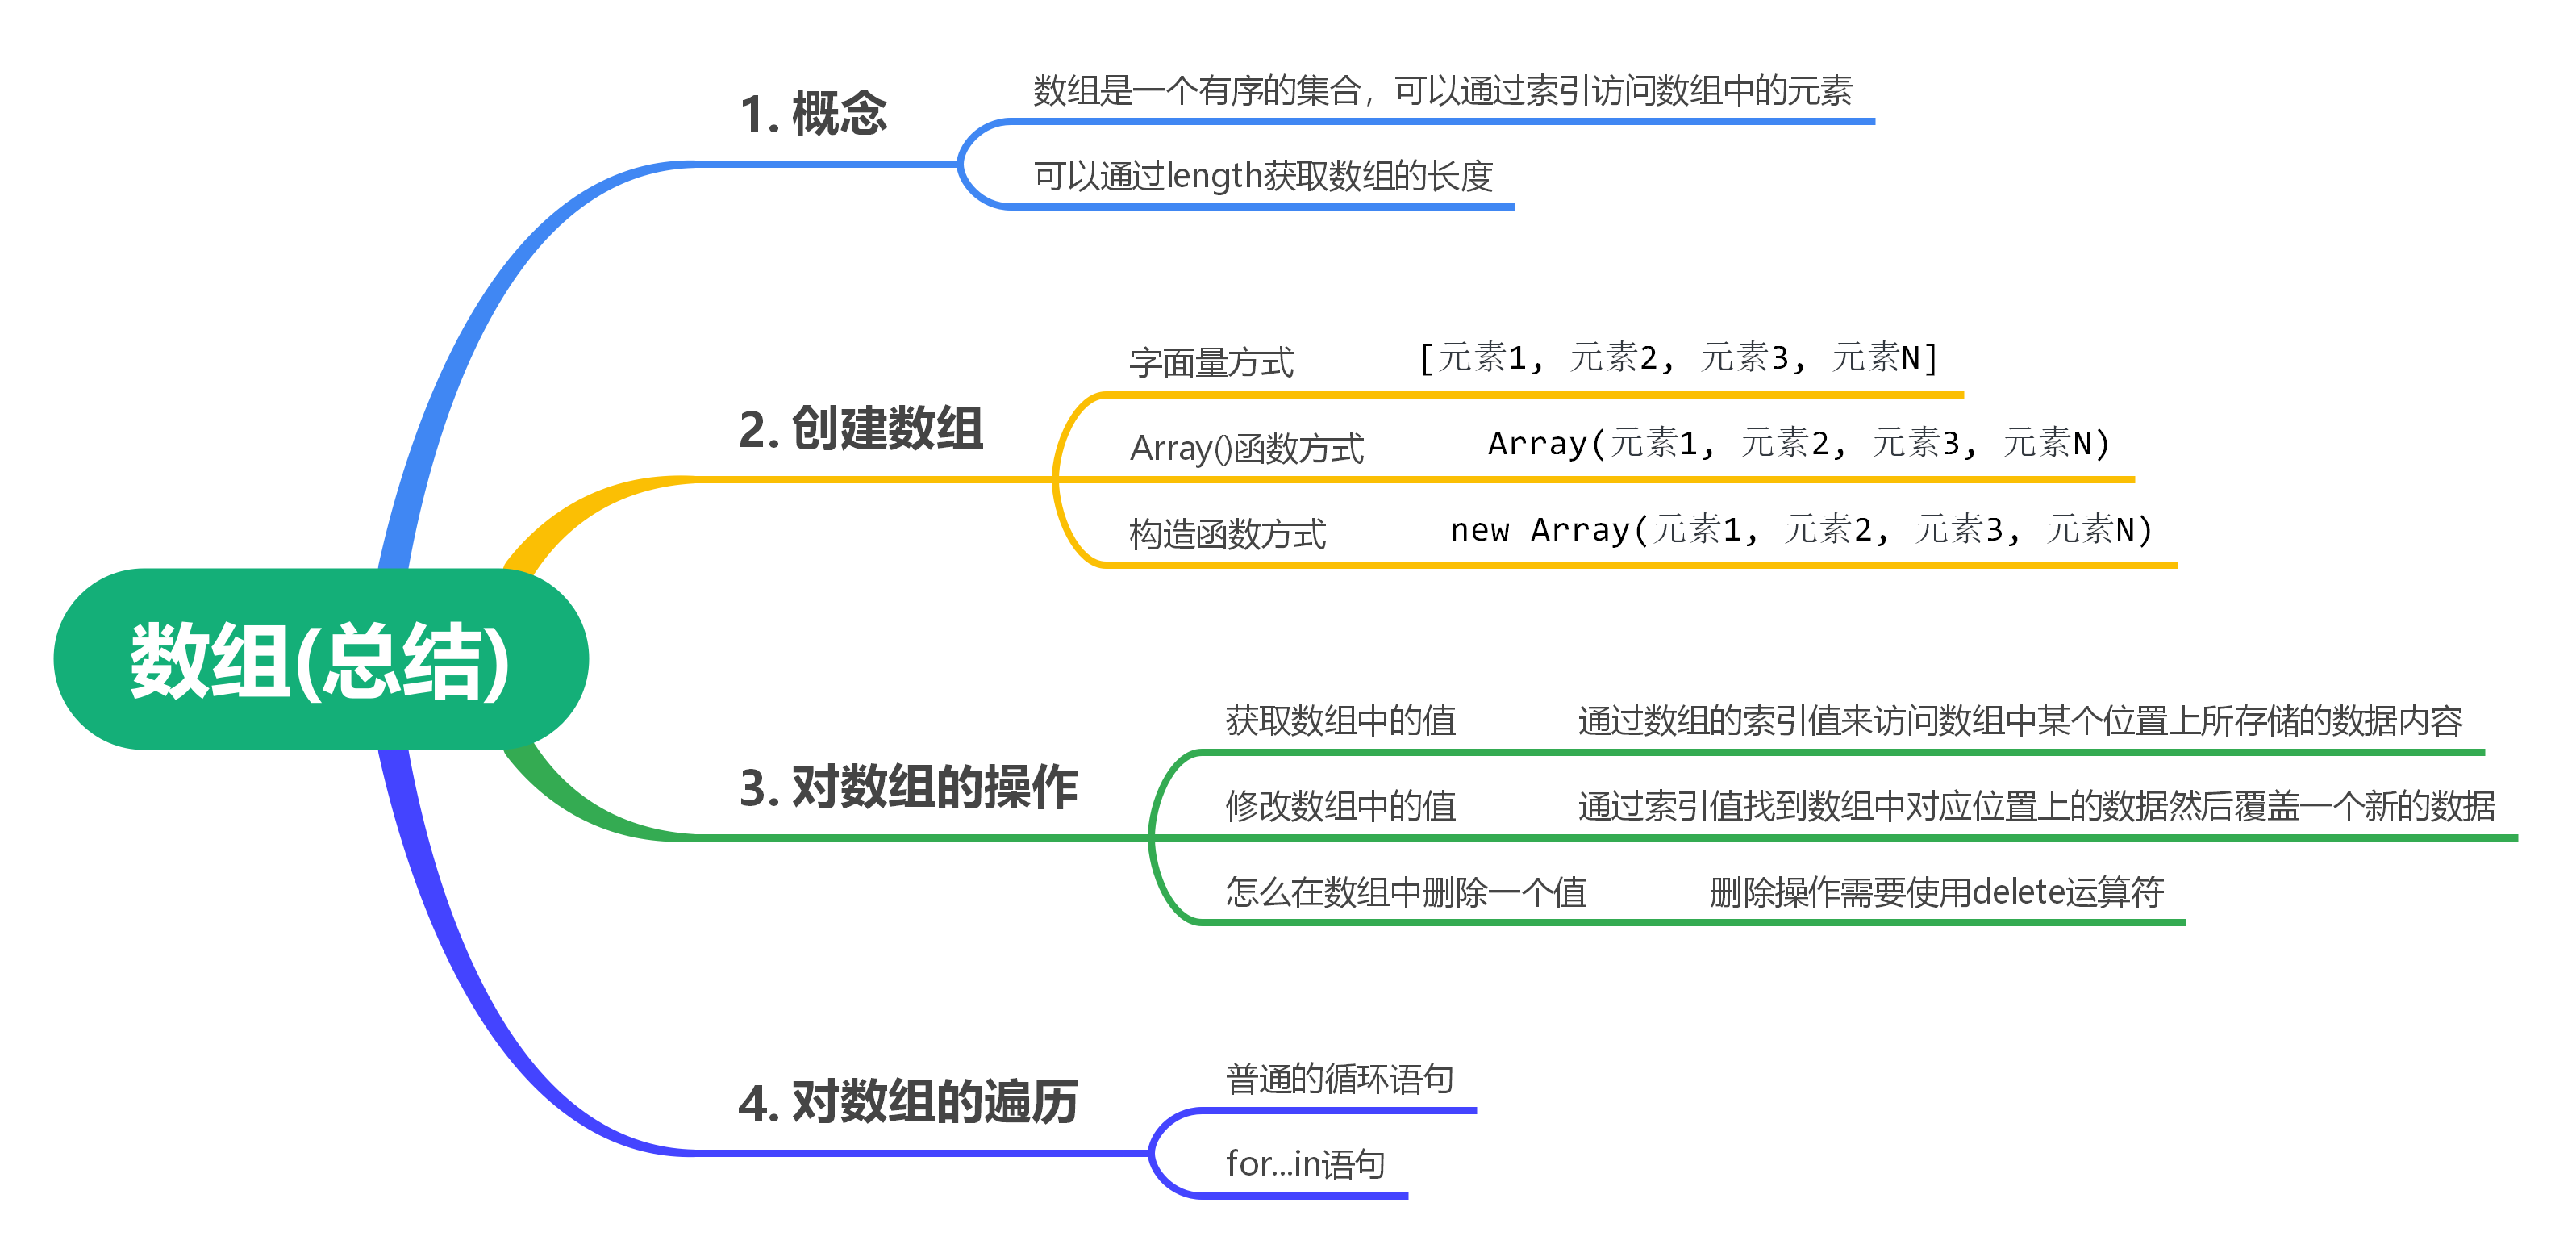 数组(总结)
1. 概念
数组是一个有序的集合，可以通过索引访问数组中的元素
可以通过length获取数组的长度
2. 创建数组
字面量方式 [元素1, 元素2, 元素3, 元素N]
Array()函数方式 Array(元素1, 元素2, 元素3, 元素N)
构造函数方式 new Array(元素1, 元素2, 元素3, 元素N)
3. 对数组的操作
获取数组中的值 通过数组的索引值来访问数组中某个位置上所存储的数据内容
修改数组中的值 通过索引值找到数组中对应位置上的数据然后覆盖一个新的数据
怎么在数组中删除一个值 删除操作需要使用delete运算符
4. 对数组的遍历
普通的循环语句
for...in语句